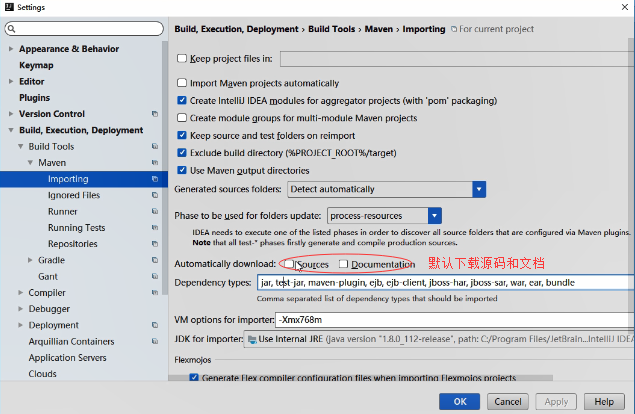 Settings
Build, Execution, Deployment › Build Tools › Maven › Importing For current project
Appearance & Behavior
Keymap
Editor
Plugins
Version Control
Build, Execution, Deployment
Build Tools
Maven
Importing
Ignored Files
Runner
Running Tests
Repositories
Gradle
Gant
Compiler
Debugger
Deployment
Arquillian Containers
Application Servers
Clouds
Keep project files in:
Import Maven projects automatically
Create IntelliJ IDEA modules for aggregator projects (with 'pom' packaging)
Create module groups for multi-module Maven projects
Keep source and test folders on reimport
Exclude build directory (%PROJECT_ROOT%/target)
Use Maven output directories
Generated sources folders: Detect automatically
Phase to be used for folders update: process-resources
IDEA needs to execute one of the listed phases in order to discover all source folders that are configured via Maven plugins.
Note that all test-* phases firstly generate and compile production sources.
Automatically download: Sources Documentation 默认下载源码和文档
Dependency types: jar, test-jar, maven-plugin, ejb, ejb-client, jboss-har, jboss-sar, war, ear, bundle
Comma separated list of dependency types that should be imported
VM options for importer: -Xmx768m
JDK for importer: Use Internal JRE (java version "1.8.0_112-release", path: C:/Program Files/JetBrain...IntelliJ IDEA
Flexmojos
Generate Flex compiler configuration files when importing Flexmojos projects
OK Cancel Apply Help